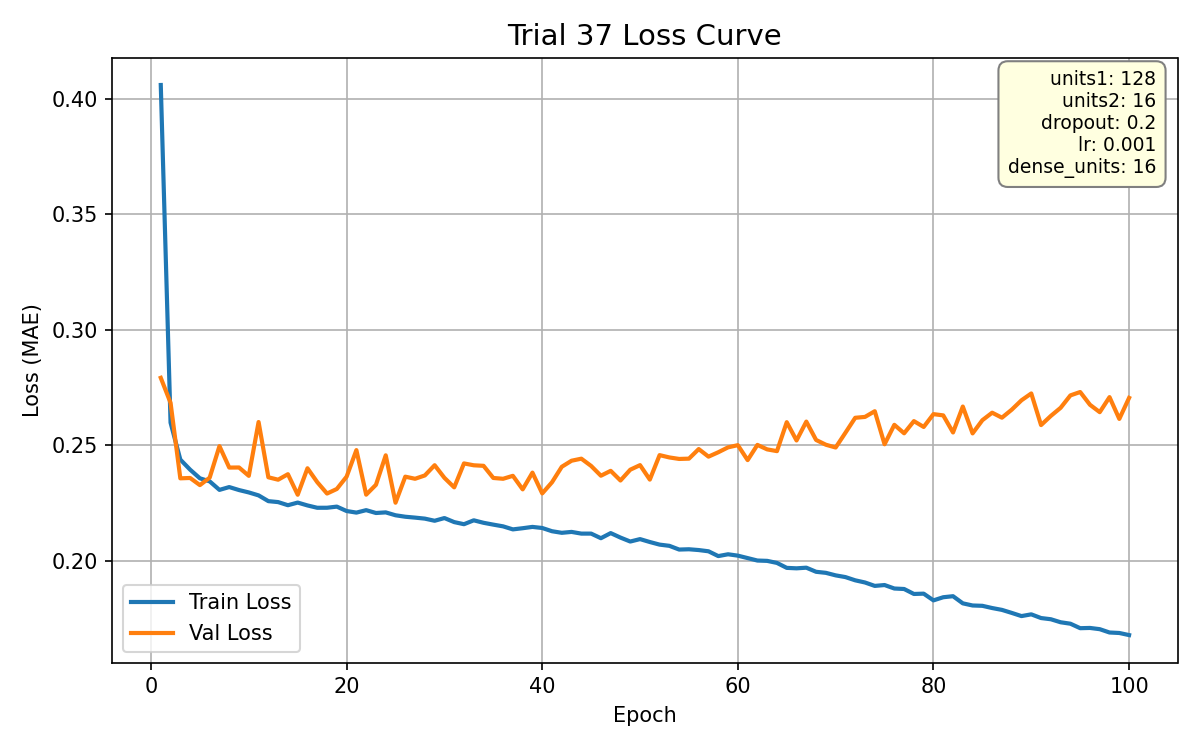 Trial 37 Loss Curve
units1: 128
units2: 16
dropout: 0.2
lr: 0.001
dense_units: 16
Loss (MAE)
0.40
0.35
0.30
0.25
0.20
Train Loss
Val Loss
0 20 40 60 80 100
Epoch